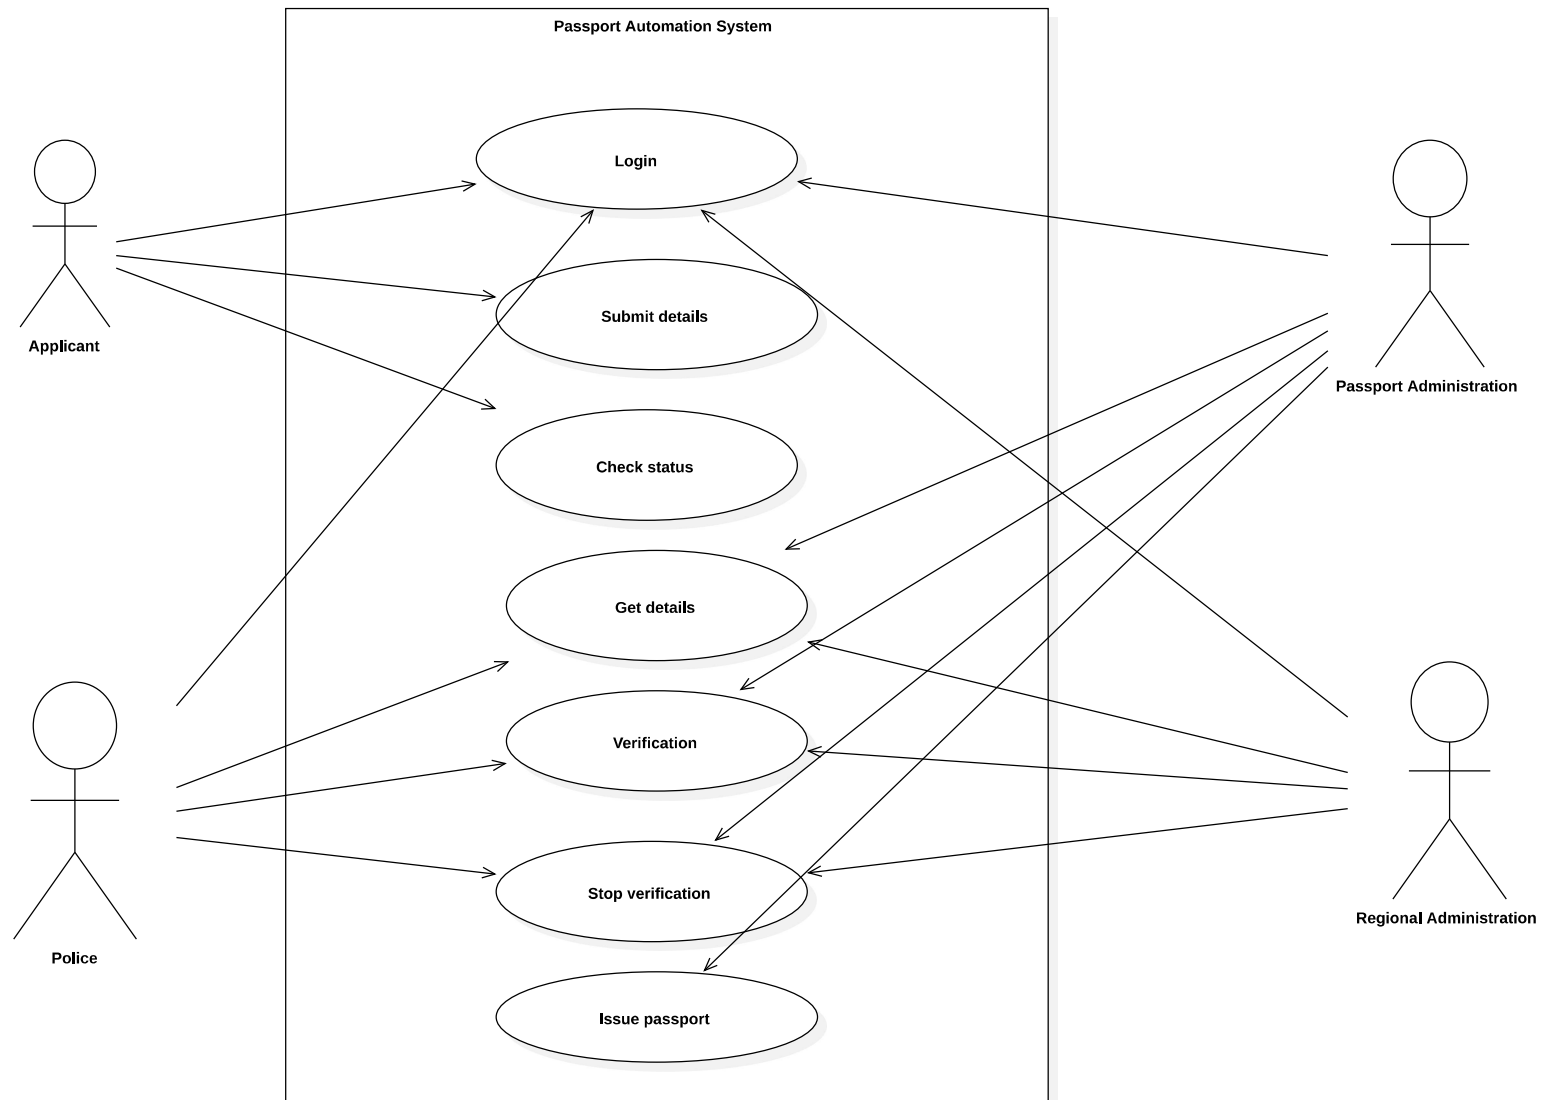 Passport Automation System
Login
Submit details
Applicant
Check status
Passport Administration
Get details
Verification
Stop verification
Regional Administration
Police
Issue passport